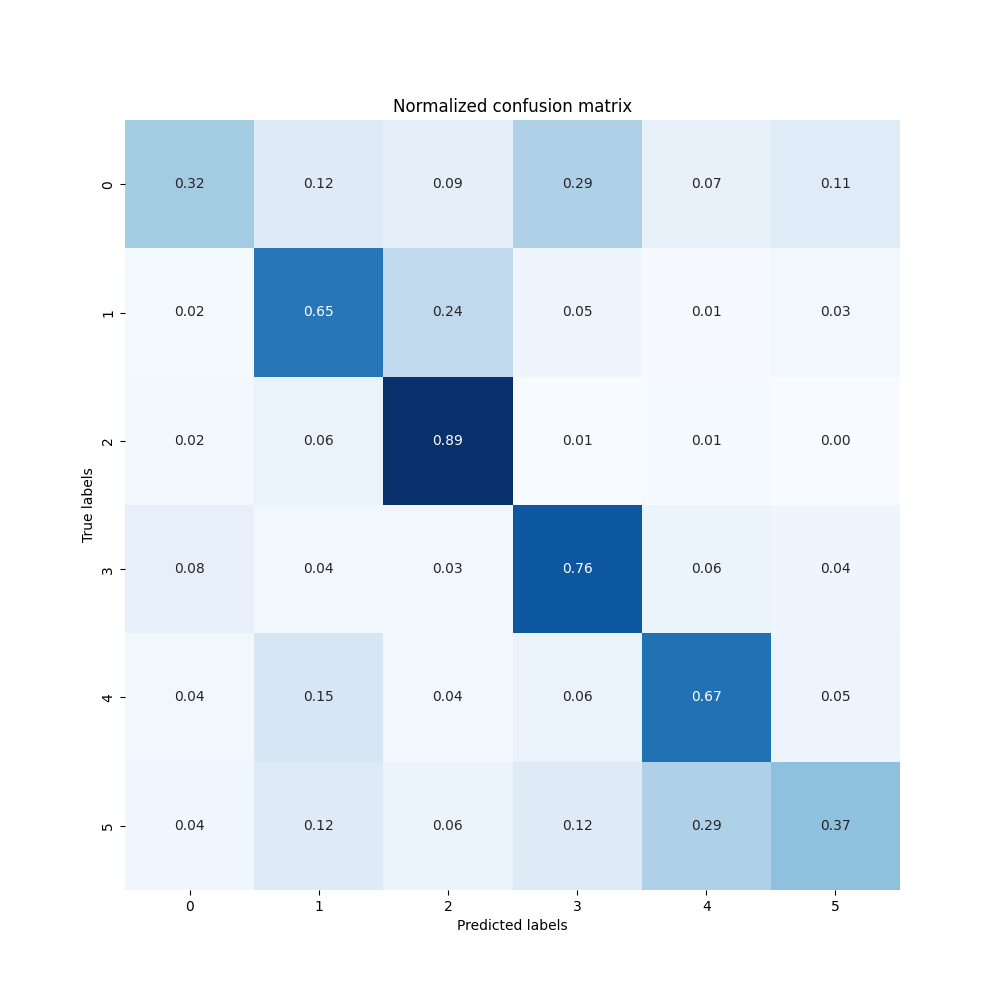 Normalized confusion matrix
0 0.32 0.12 0.09 0.29 0.07 0.11
1 0.02 0.65 0.24 0.05 0.01 0.03
2 0.02 0.06 0.89 0.01 0.01 0.00
True labels
3 0.08 0.04 0.03 0.76 0.06 0.04
4 0.04 0.15 0.04 0.06 0.67 0.05
5 0.04 0.12 0.06 0.12 0.29 0.37
0 1 2 3 4 5
Predicted labels